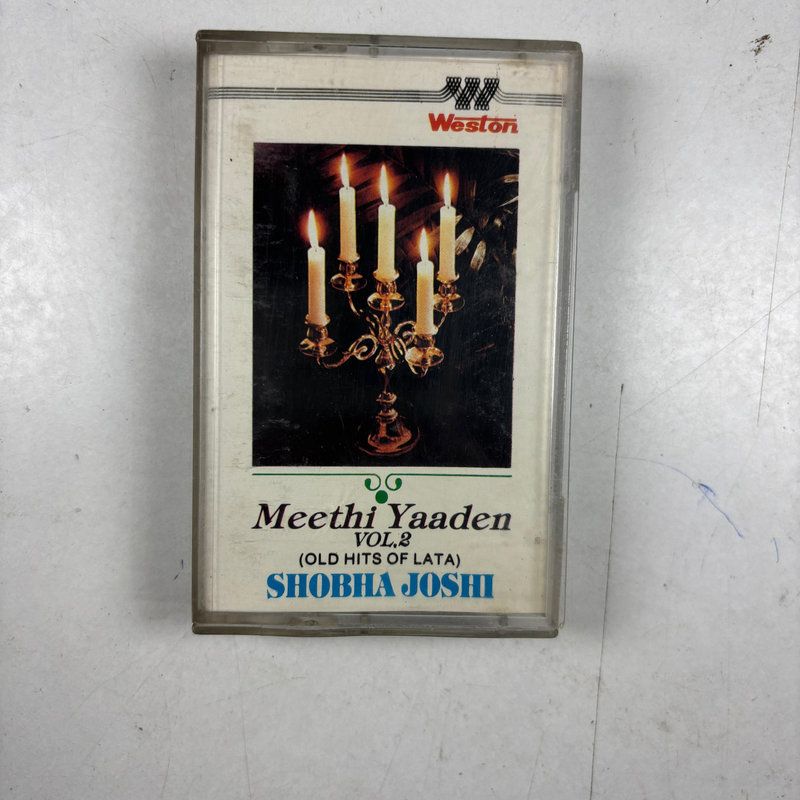 Weston
Meethi Yaaden
VOL.2
(OLD HITS OF LATA)
SHOBHA JOSHI